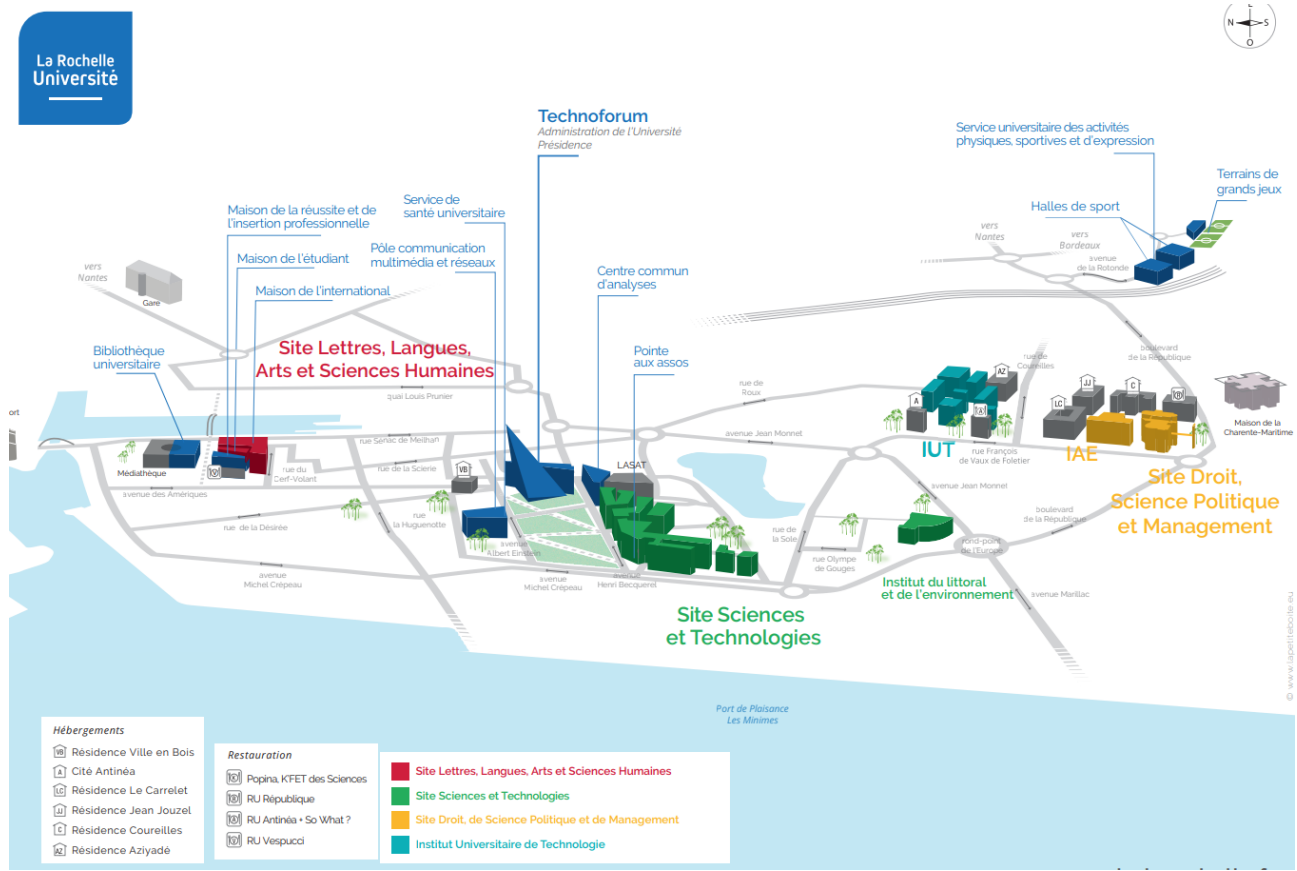 La Rochelle
Université
N
S
O
Technoforum
Administration de l'Université
Présidence
Service universitaire des activités
physiques, sportives et d'expression
Terrains de
grands jeux
Halles de sport
Maison de la réussite et de
l'insertion professionnelle
Service de
santé universitaire
Maison de l'étudiant
Pôle communication
multimédia et réseaux
Maison de l'international
Centre commun
d'analyses
vers
Nantes
Gare
vers
Nantes
vers
Bordeaux
avenue
de la Rotonde
Bibliothèque
universitaire
Site Lettres, Langues,
Arts et Sciences Humaines
Pointe
aux assos
boulevard
de la République
quai Louis Prunier
rue de
Roux
rue de
Coureilles
AZ
A
JJ
LC
C
Maison de la
Charente-Maritime
ort
rue Sénac de Meilhan
avenue Jean Monnet
IUT
rue François
de Vaux de Foletier
IAE
Médiathèque
rue du
Cerf-Volant
rue de la Scierie
VB
LASAT
avenue des Amériques
Site Droit,
Science Politique
et Management
avenue Jean Monnet
rue de la Désirée
rue
la Huguenotte
avenue
Albert Einstein
rue de
la Sole
boulevard
de la République
rond-point
de l'Europe
rue Olympe
de Gouges
avenue
Michel Crépeau
avenue
Michel Crépeau
avenue
Henri Becquerel
Institut du littoral
et de l'environnement
avenue Marillac
Site Sciences
et Technologies
© www.lapetiteboite.eu
Port de Plaisance
Les Minimes
Hébergements
VB Résidence Ville en Bois
A Cité Antinéa
LC Résidence Le Carrelet
JJ Résidence Jean Jouzel
C Résidence Coureilles
AZ Résidence Aziyadé
Restauration
Popina, K'FET des Sciences
RU République
RU Antinéa + So What ?
RU Vespucci
Site Lettres, Langues, Arts et Sciences Humaines
Site Sciences et Technologies
Site Droit, de Science Politique et de Management
Institut Universitaire de Technologie